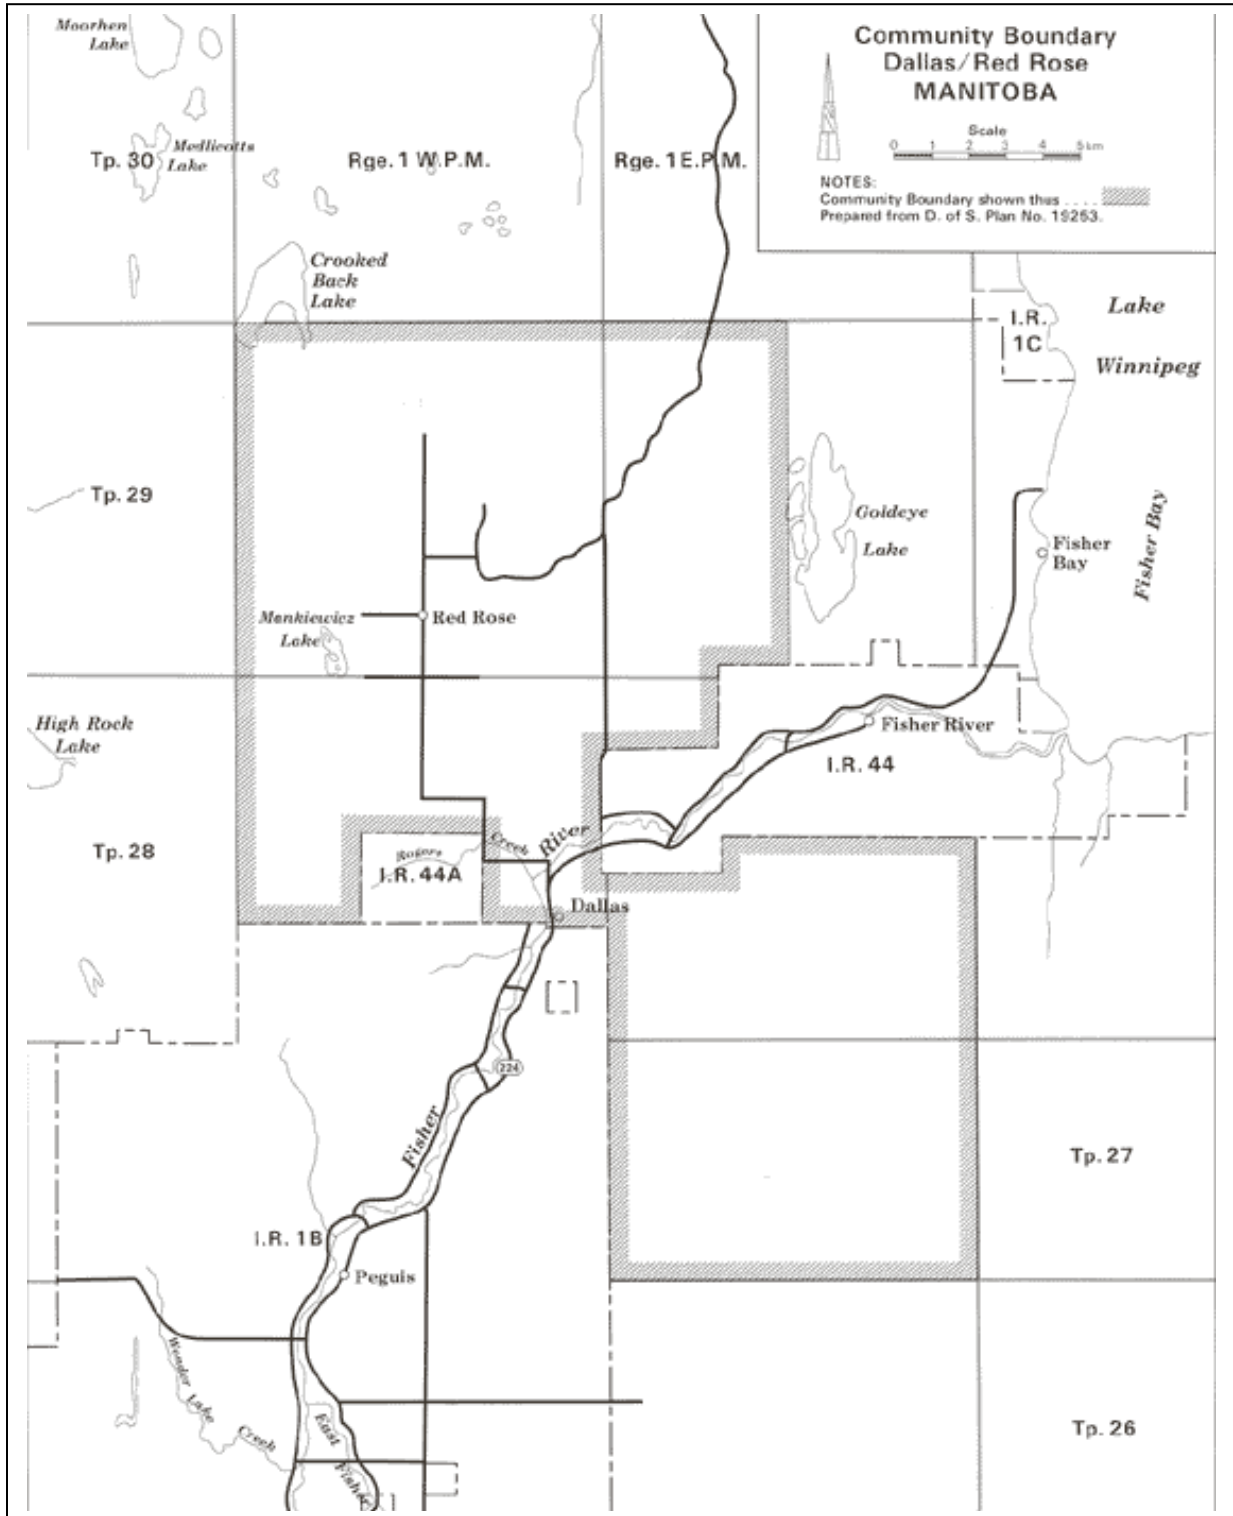 Moorhen
Lake
Community Boundary
Dallas/Red Rose
MANITOBA
Scale
0 1 2 3 4 5 km
NOTES:
Community Boundary shown thus ....
Prepared from D. of S. Plan No. 19253.
Tp. 30
Medlicotts
Lake
Rge. 1 W.P.M.
Rge. 1 E.P.M.
Crooked
Back
Lake
I.R.
1C
Lake
Winnipeg
Tp. 29
Goldeye
Lake
Fisher
Bay
Fisher Bay
Mankiewicz
Lake
Red Rose
High Rock
Lake
Fisher River
I.R. 44
Tp. 28
Rogers
Creek
River
I.R. 44A
Dallas
224
Fisher
Tp. 27
I.R. 1B
Peguis
Wonder Lake
Creek
East
Fisher
Tp. 26